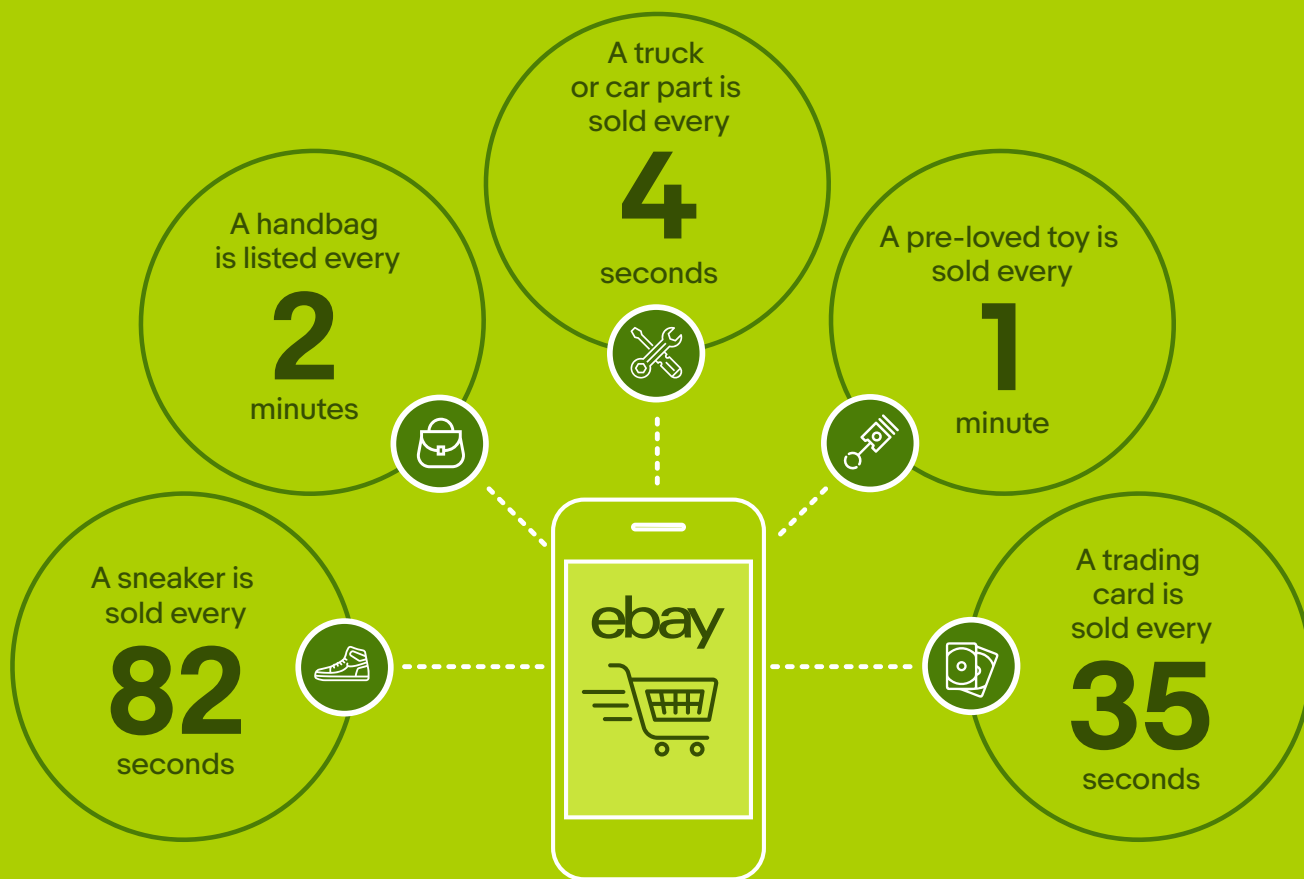 A truck
or car part is
sold every
4
seconds
A handbag
is listed every
2
minutes
A pre-loved toy is
sold every
1
minute
A sneaker is
sold every
82
seconds
ebay
A trading
card is
sold every
35
seconds